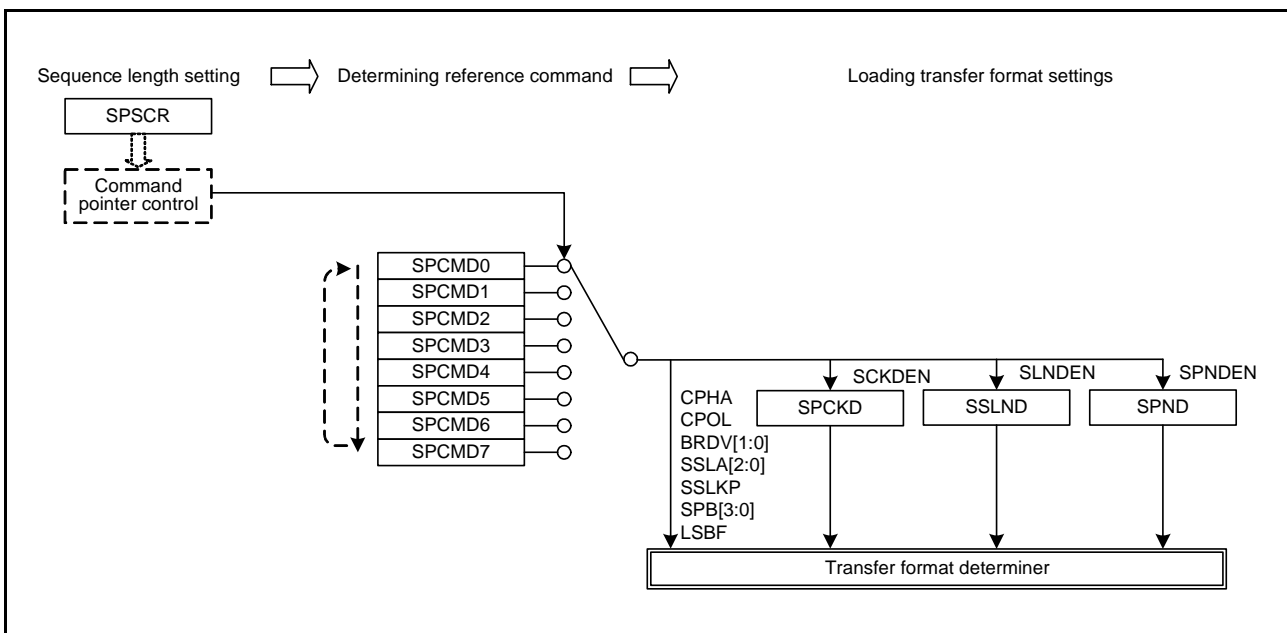 Sequence length setting
Determining reference command
Loading transfer format settings
SPSCR
Command
pointer control
SPCMD0
SPCMD1
SPCMD2
SPCMD3
SPCMD4
SPCMD5
SPCMD6
SPCMD7
CPHA
CPOL
BRDV[1:0]
SSLA[2:0]
SSLKP
SPB[3:0]
LSBF
SCKDEN
SPCKD
SLNDEN
SSLND
SPNDEN
SPND
Transfer format determiner